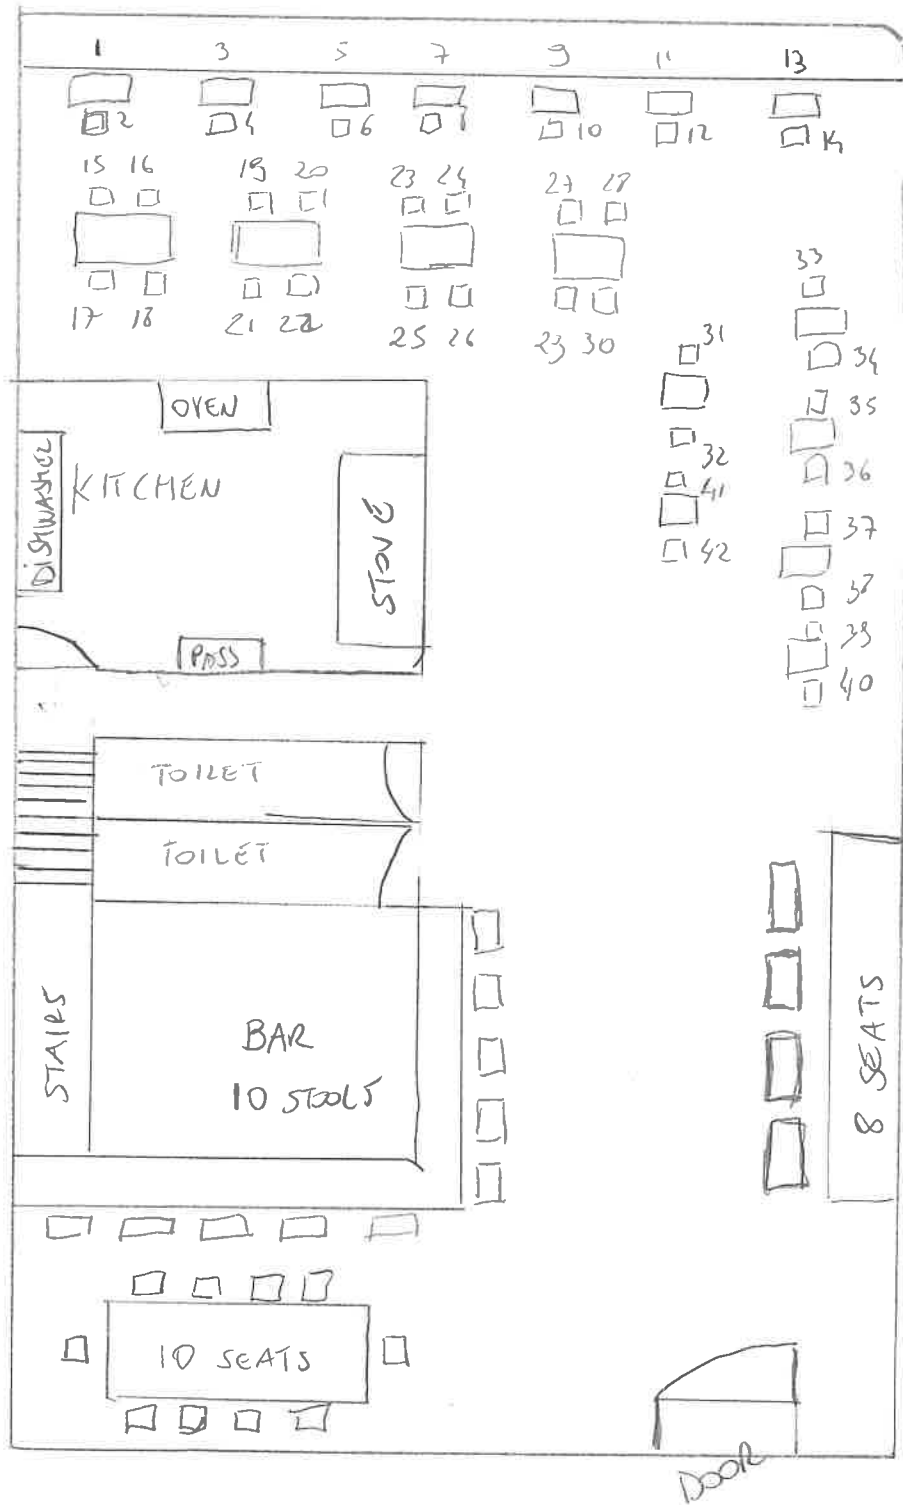 1 3 5 7 9 11 13
2 4 6 8 10 12 14
15 16 19 20 23 24 27 28
17 18 21 22 25 26 29 30
33
31
34
35
32
36
41
42
37
38
39
40
OVEN
DISHWASHER
KITCHEN
STOVE
PASS
TOILET
TOILET
STAIRS
BAR
10 STOOLS
8 SEATS
10 SEATS
DOOR